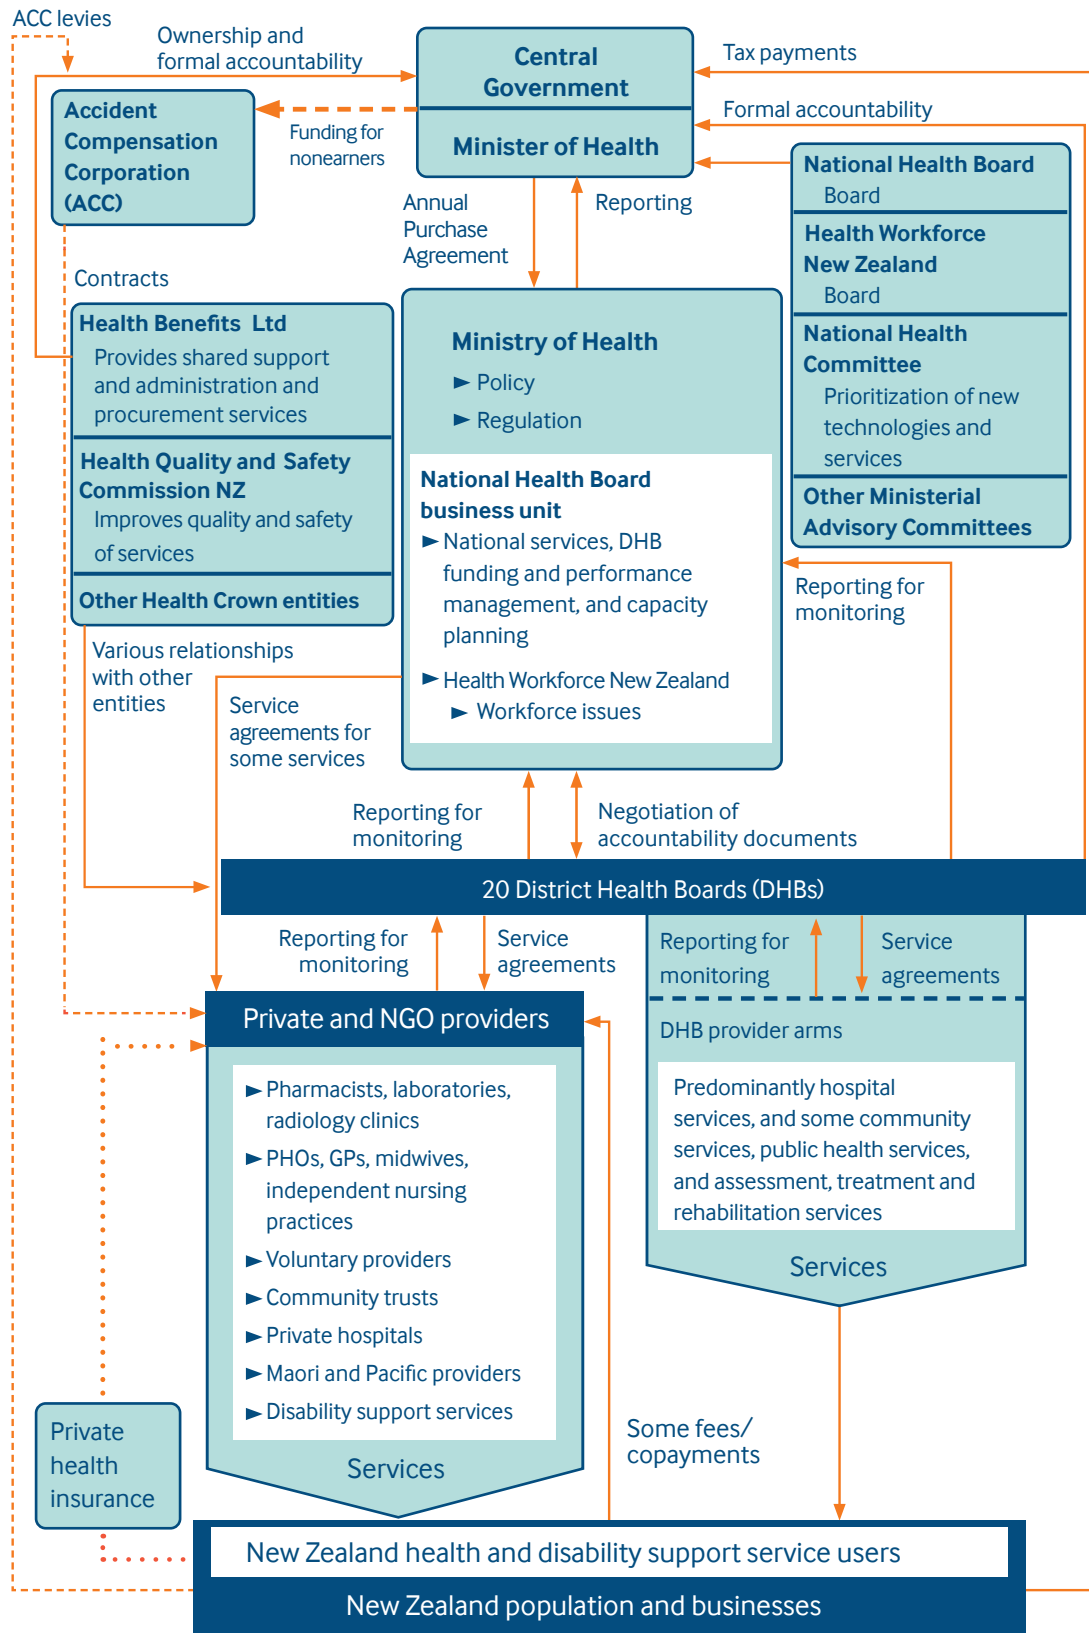 ACC levies
Ownership and
formal accountability
Central
Government
Minister of Health
Tax payments
Formal accountability
Accident
Compensation
Corporation
(ACC)
Funding for
nonearners
National Health Board
Board
Health Workforce
New Zealand
Board
National Health
Committee
Prioritization of new
technologies and
services
Other Ministerial
Advisory Committees
Annual
Purchase
Agreement
Reporting
Contracts
Health Benefits Ltd
Provides shared support
and administration and
procurement services
Health Quality and Safety
Commission NZ
Improves quality and safety
of services
Other Health Crown entities
Ministry of Health
► Policy
► Regulation
National Health Board
business unit
► National services, DHB
funding and performance
management, and capacity
planning
► Health Workforce New Zealand
► Workforce issues
Reporting for
monitoring
Various relationships
with other
entities
Service
agreements for
some services
Reporting for
monitoring
Negotiation of
accountability documents
20 District Health Boards (DHBs)
Reporting for
monitoring
Service
agreements
Reporting for
monitoring
Service
agreements
Private and NGO providers
► Pharmacists, laboratories,
radiology clinics
► PHOs, GPs, midwives,
independent nursing
practices
► Voluntary providers
► Community trusts
► Private hospitals
► Maori and Pacific providers
► Disability support services
Services
DHB provider arms
Predominantly hospital
services, and some community
services, public health services,
and assessment, treatment and
rehabilitation services
Services
Private
health
insurance
Some fees/
copayments
New Zealand health and disability support service users
New Zealand population and businesses